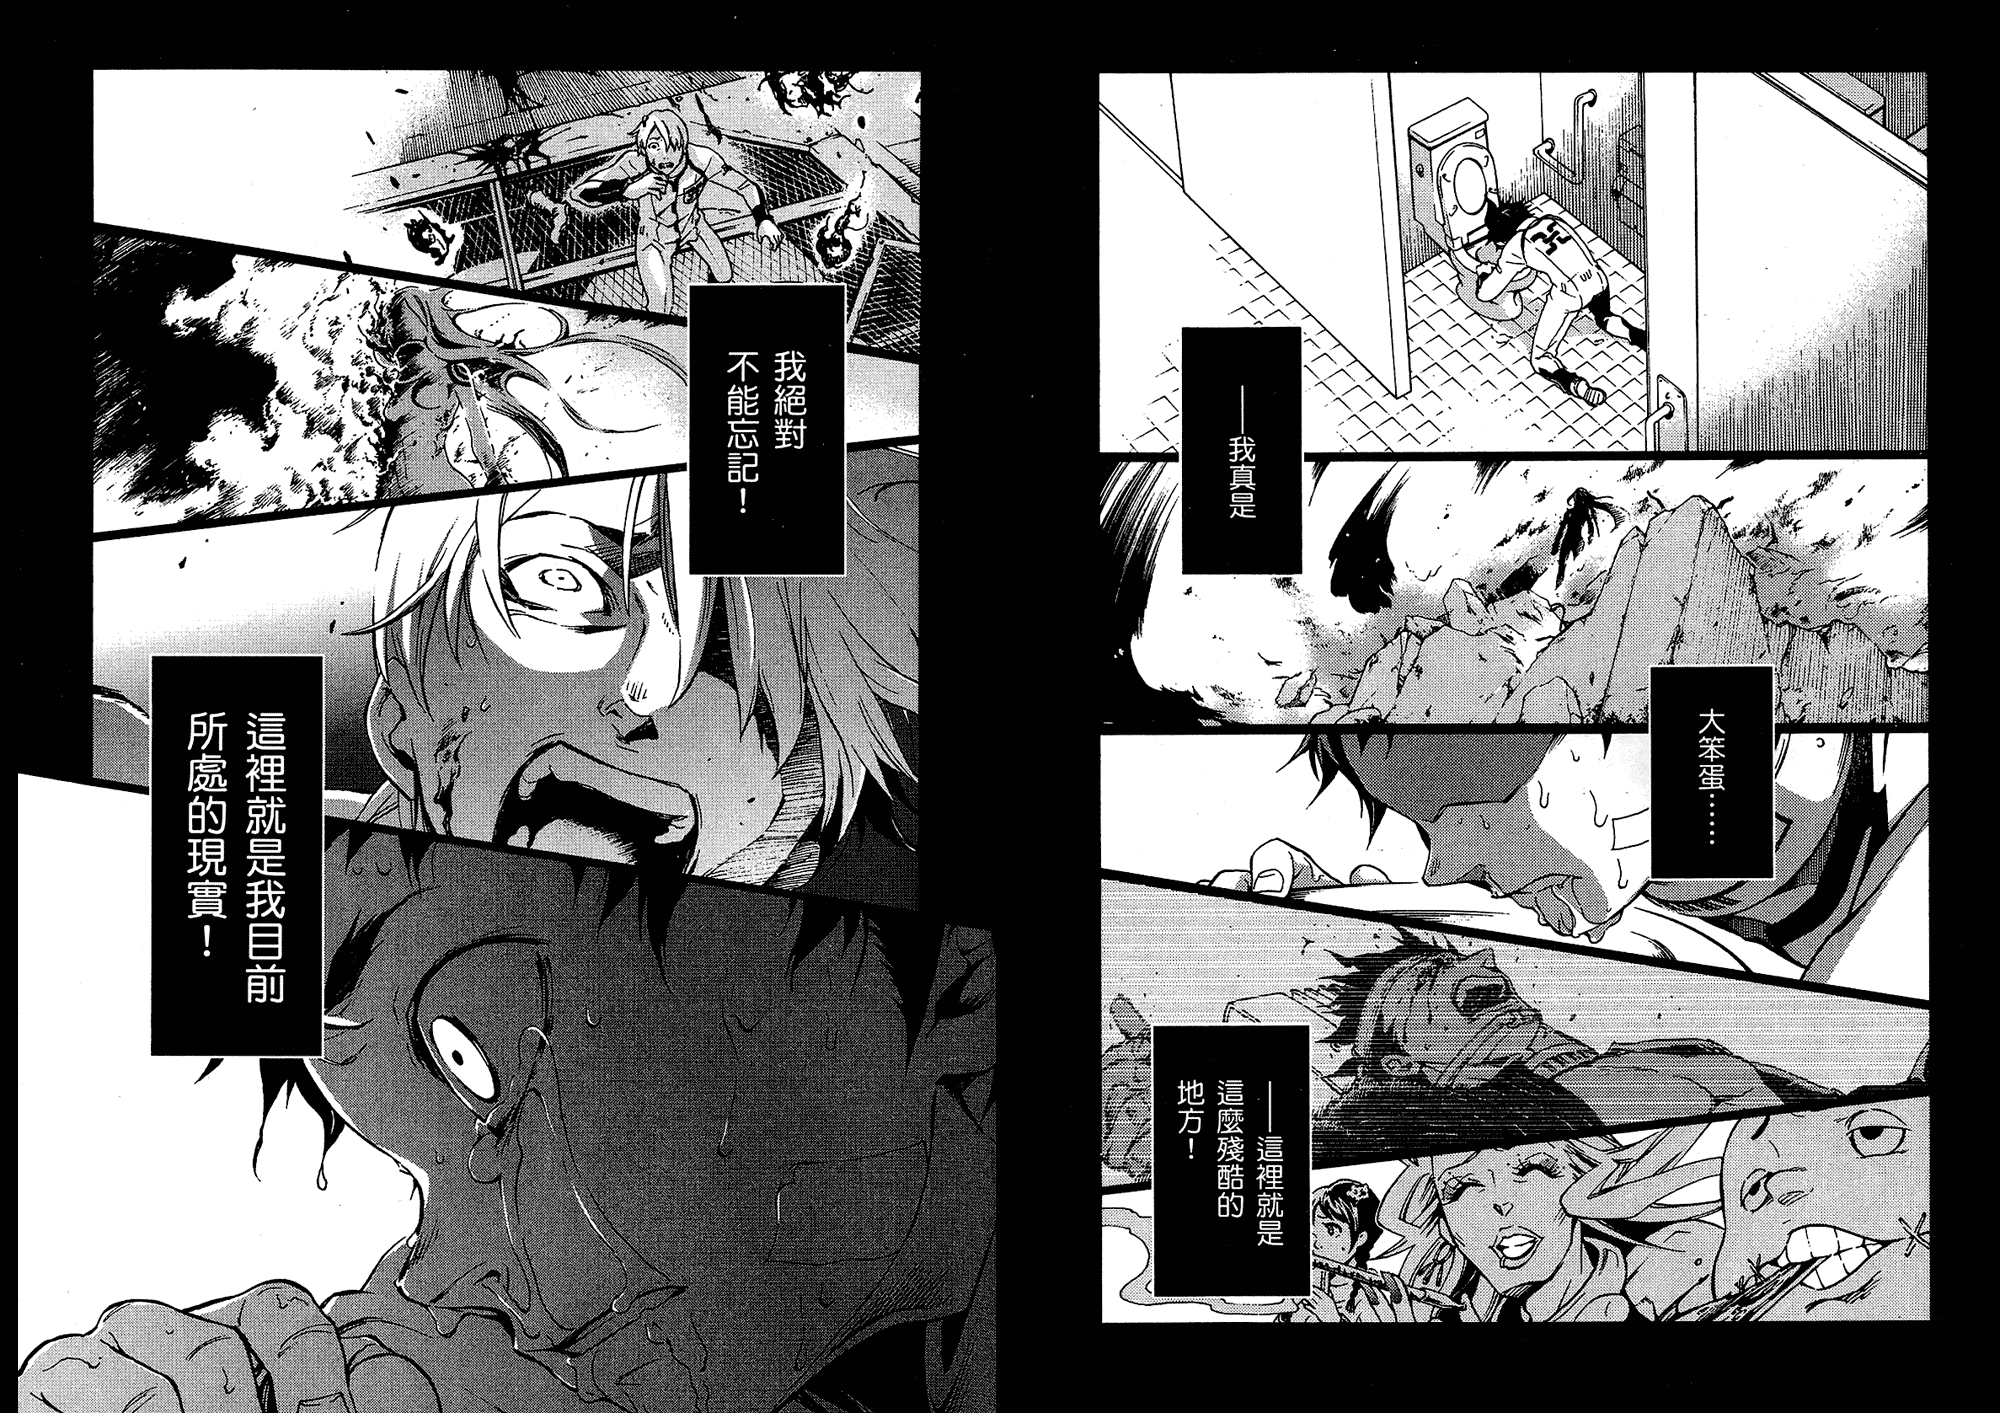 ——我真是
大笨蛋……
——這裡就是
這麼殘酷的
地方！
我絕對
不能忘記！
這裡就是我目前
所處的現實！